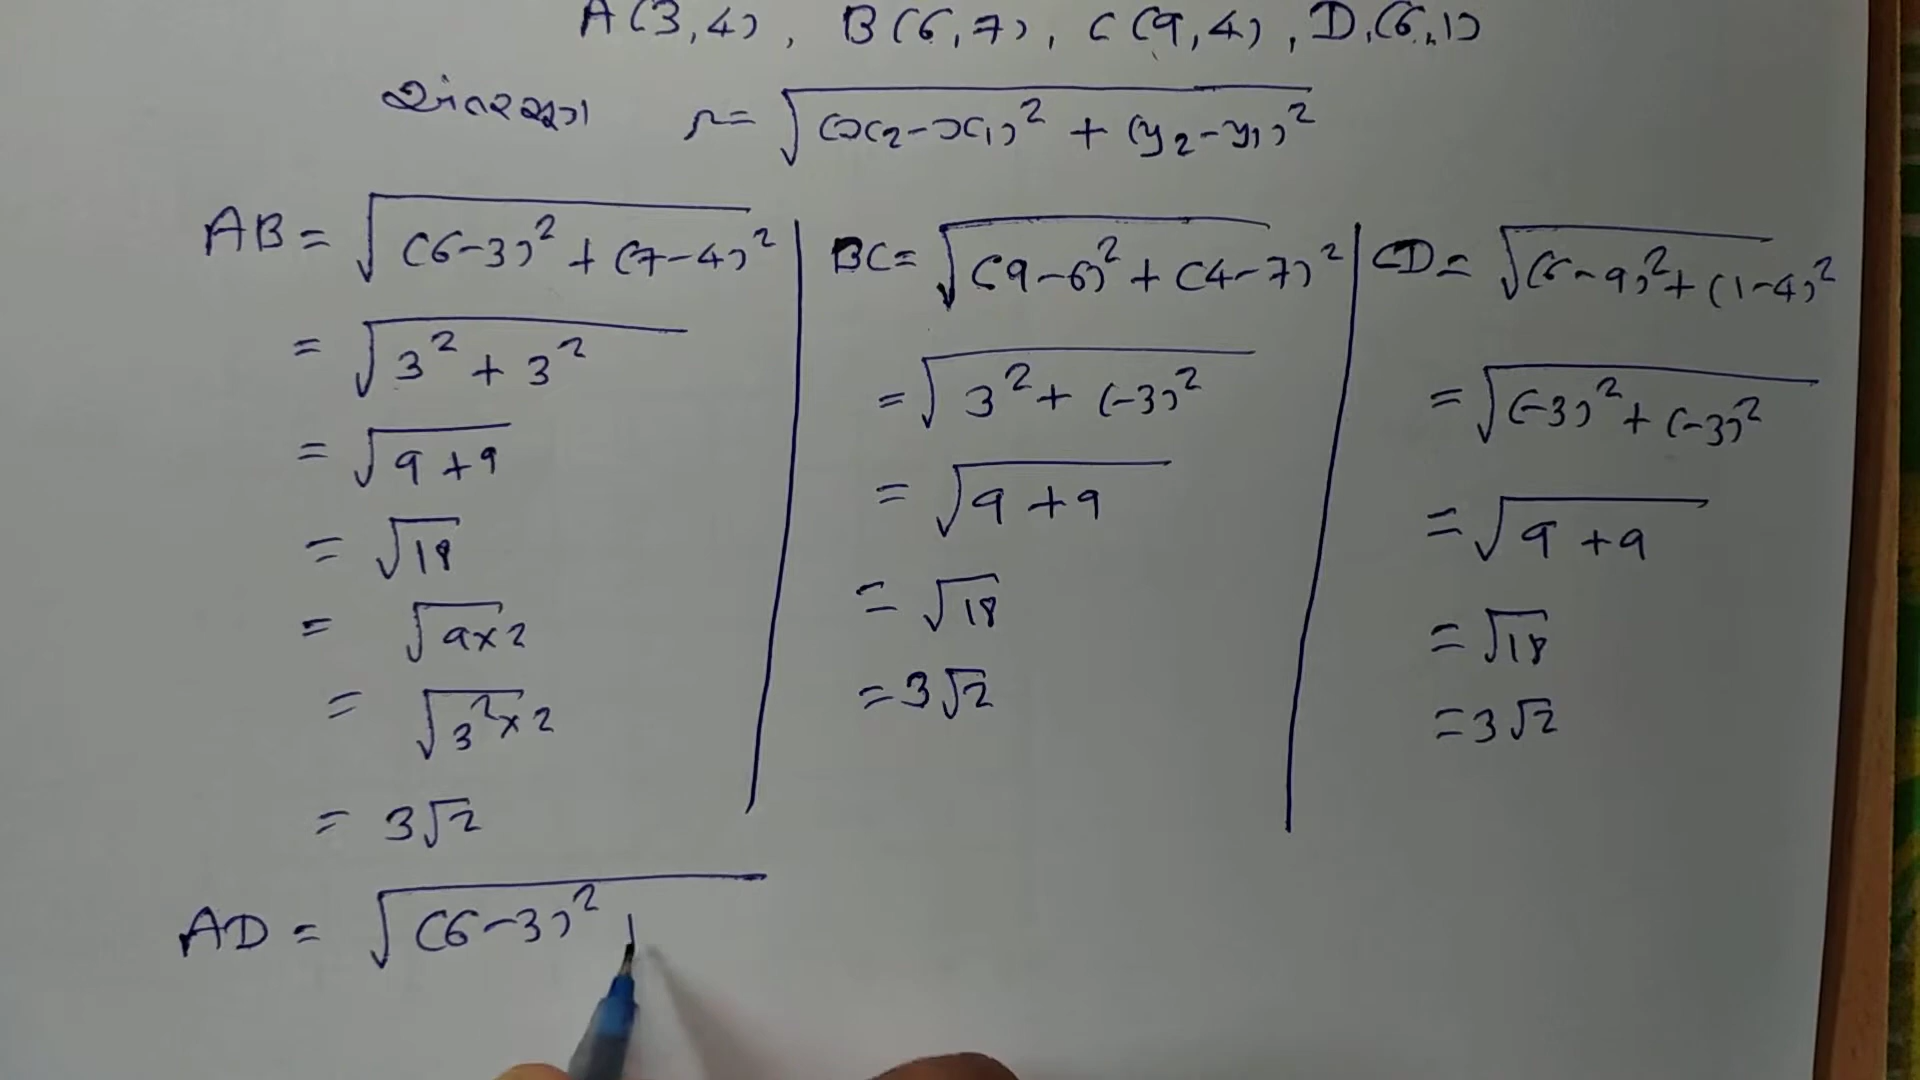 A(3,4), B(6,7), C(9,4), D(6,1)
અંતરસૂત્ર r = √(x₂-x₁)² + (y₂-y₁)²
AB = √(6-3)² + (7-4)²
= √3² + 3²
= √9+9
= √18
= √9×2
= √3²×2
= 3√2
BC = √(9-6)² + (4-7)²
= √3² + (-3)²
= √9+9
= √18
= 3√2
CD = √(6-9)² + (1-4)²
= √(-3)² + (-3)²
= √9+9
= √18
= 3√2
AD = √(6-3)²